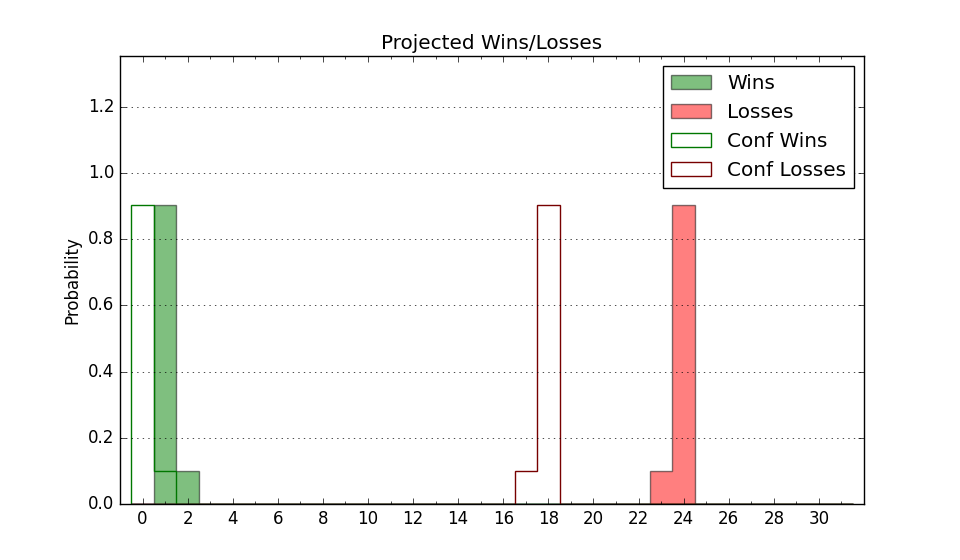 Projected Wins/Losses
Wins
Losses
Conf Wins
Conf Losses
Probability
1.2
1.0
0.8
0.6
0.4
0.2
0.0
0 2 4 6 8 10 12 14 16 18 20 22 24 26 28 30